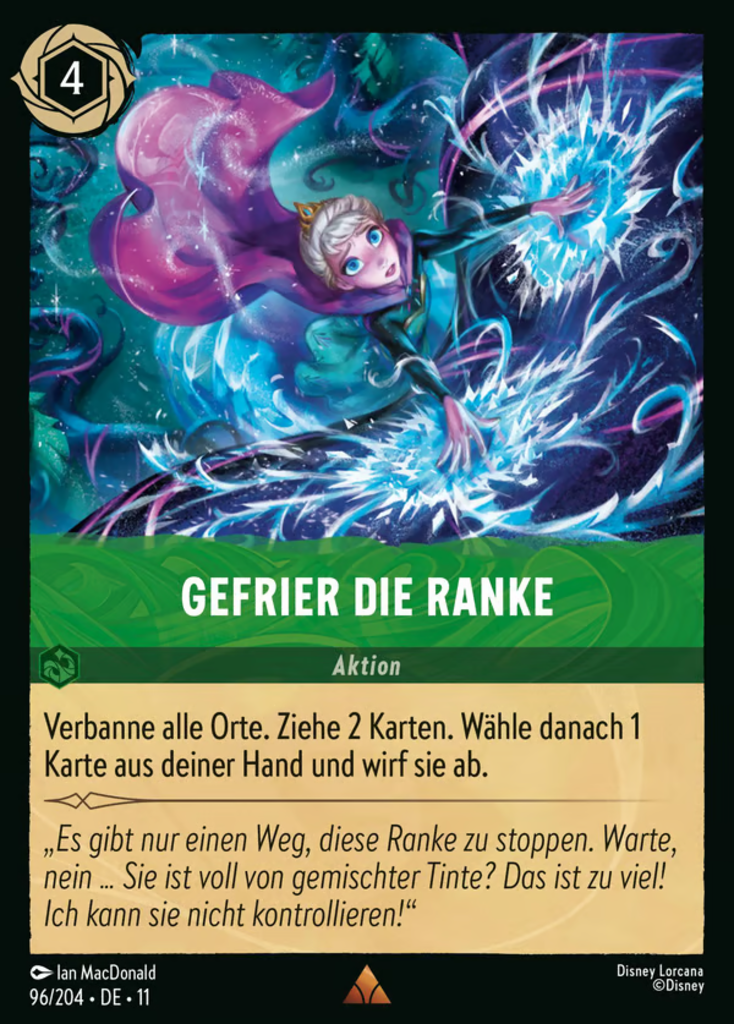 4
GEFRIER DIE RANKE
Aktion
Verbanne alle Orte. Ziehe 2 Karten. Wähle danach 1
Karte aus deiner Hand und wirf sie ab.
„Es gibt nur einen Weg, diese Ranke zu stoppen. Warte,
nein … Sie ist voll von gemischter Tinte? Das ist zu viel!
Ich kann sie nicht kontrollieren!“
Ian MacDonald
96/204 • DE • 11
Disney Lorcana
©Disney